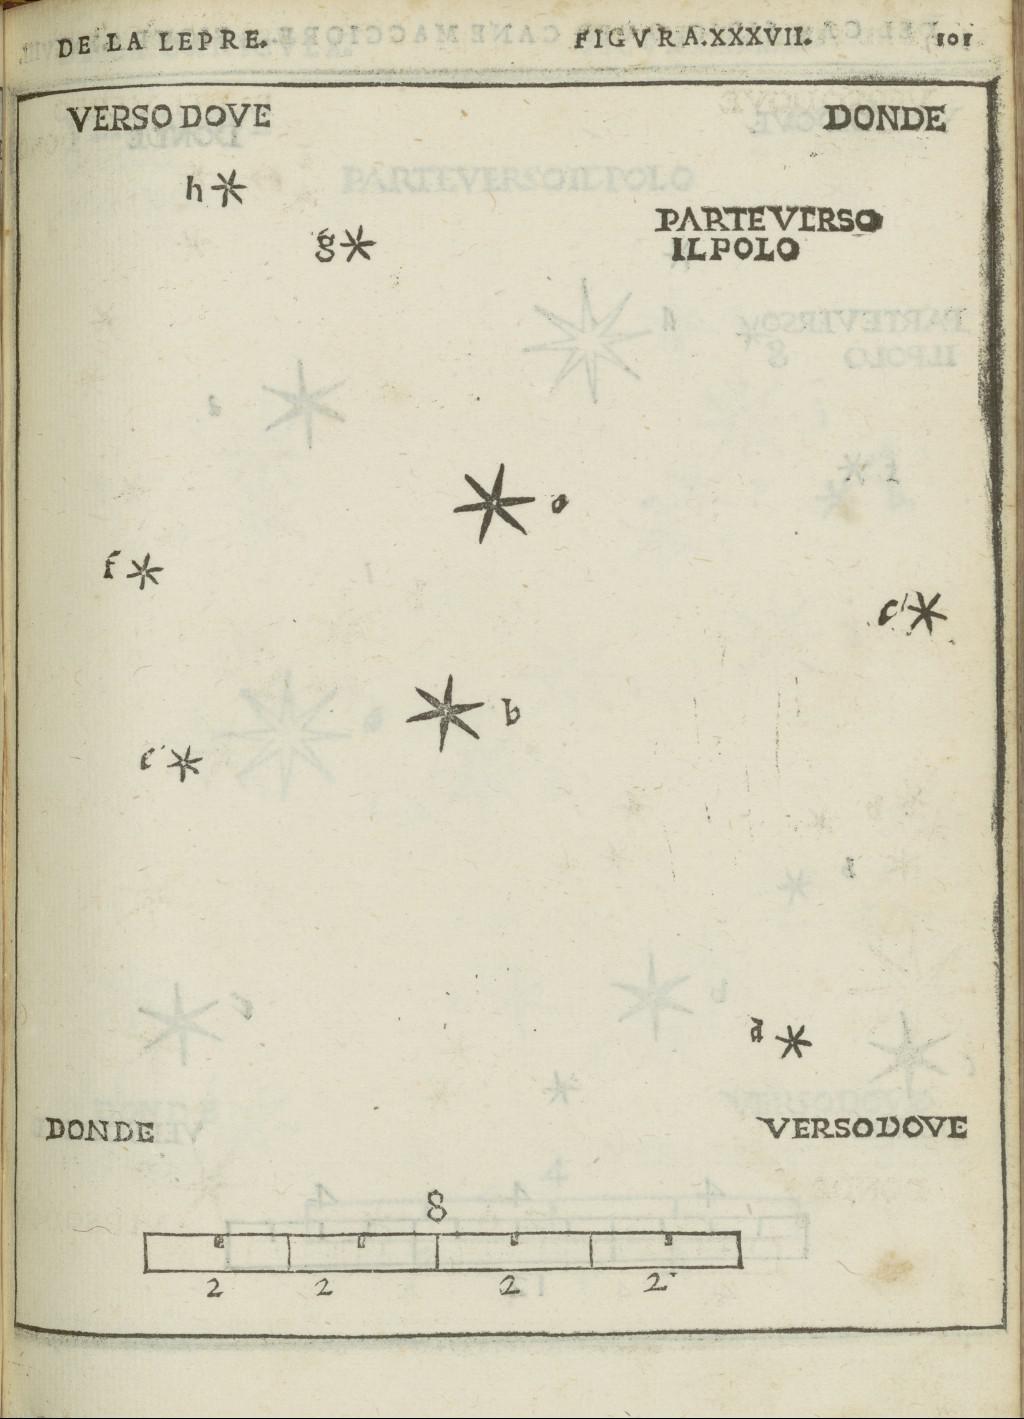 DE LA LEPRE. FIGVRA.XXXVII. 101
VERSO DOVE DONDE
h
g
PARTE VERSO
IL POLO
a
f
c
b
e
d
DONDE VERSO DOVE
8
2 2 2 2